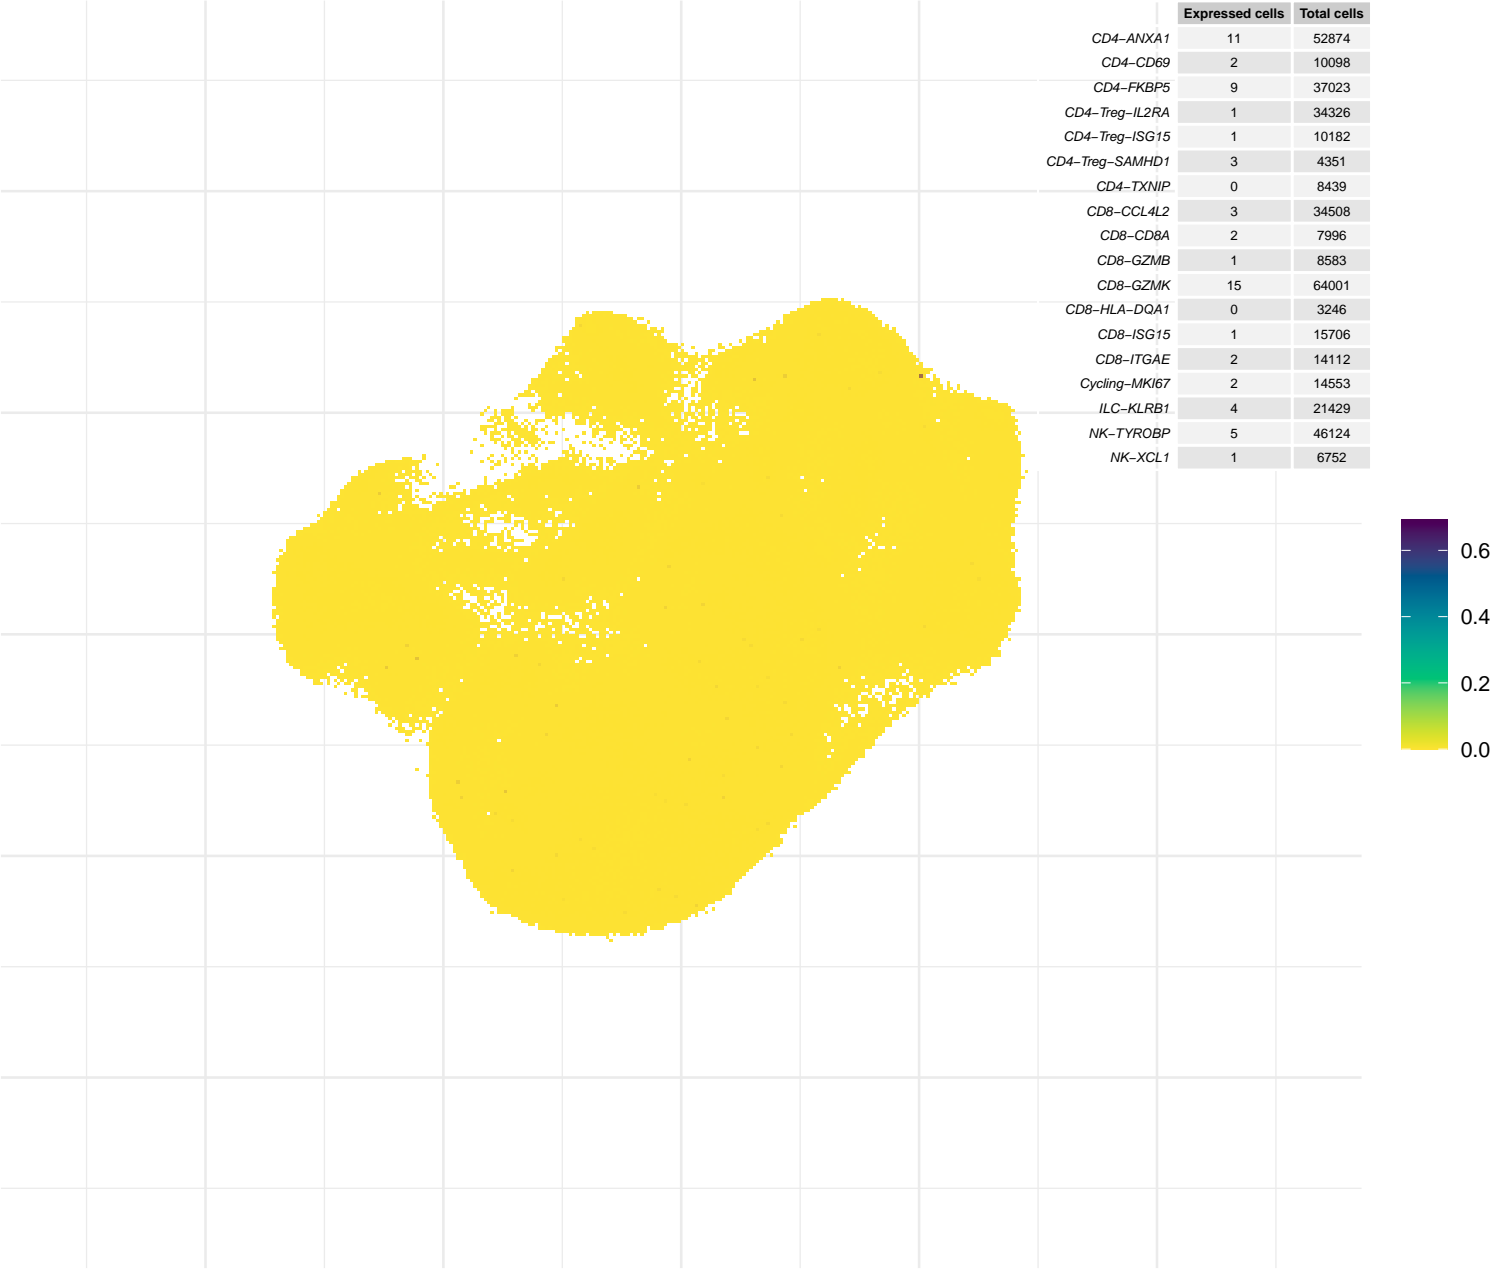 Expressed cells Total cells
CD4−ANXA1 11 52874
CD4−CD69 2 10098
CD4−FKBP5 9 37023
CD4−Treg−IL2RA 1 34326
CD4−Treg−ISG15 1 10182
CD4−Treg−SAMHD1 3 4351
CD4−TXNIP 0 8439
CD8−CCL4L2 3 34508
CD8−CD8A 2 7996
CD8−GZMB 1 8583
CD8−GZMK 15 64001
CD8−HLA−DQA1 0 3246
CD8−ISG15 1 15706
CD8−ITGAE 2 14112
Cycling−MKI67 2 14553
ILC−KLRB1 4 21429
NK−TYROBP 5 46124
NK−XCL1 1 6752
0.6
0.4
0.2
0.0